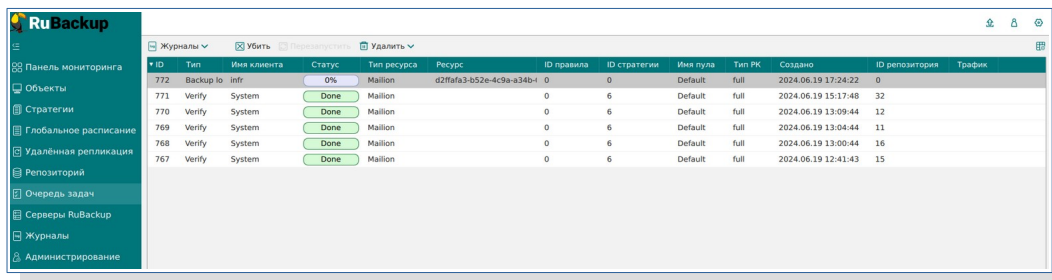 RuBackup
Журналы Убить Перезапустить Удалить
Панель мониторинга
Объекты
Стратегии
Глобальное расписание
Удалённая репликация
Репозиторий
Очередь задач
Серверы RuBackup
Журналы
Администрирование
ID Тип Имя клиента Статус Тип ресурса Ресурс ID правила ID стратегии Имя пула Тип РК Создано ID репозитория Трафик
772 Backup lo infr 0% Mailion d2ffafa3-b52e-4c9a-a34b- 0 0 Default full 2024.06.19 17:24:22 0
771 Verify System Done Mailion 0 6 Default full 2024.06.19 15:17:48 32
770 Verify System Done Mailion 0 6 Default full 2024.06.19 13:09:44 12
769 Verify System Done Mailion 0 6 Default full 2024.06.19 13:04:44 11
768 Verify System Done Mailion 0 6 Default full 2024.06.19 13:00:44 16
767 Verify System Done Mailion 0 6 Default full 2024.06.19 12:41:43 15